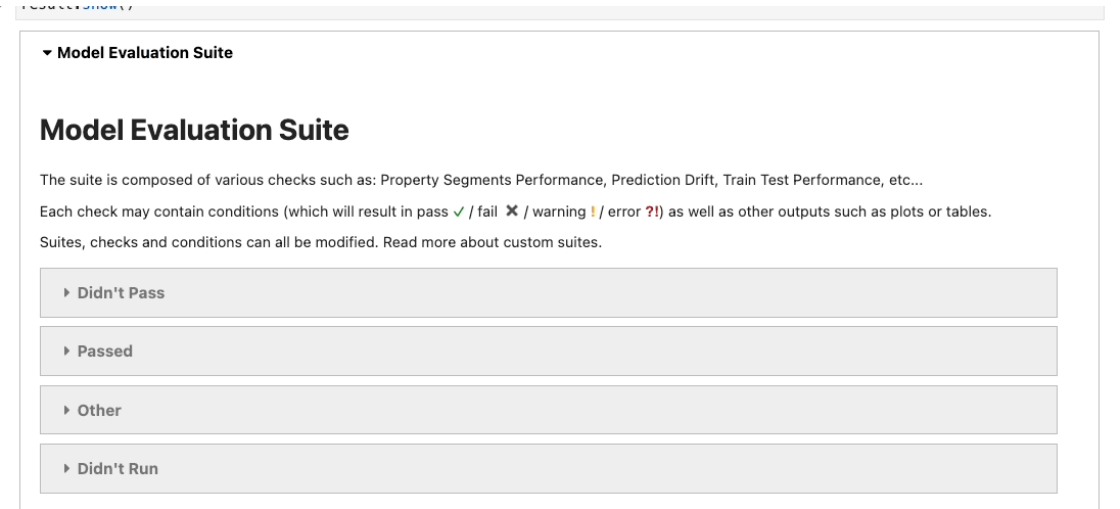 result.show()
Model Evaluation Suite
Model Evaluation Suite
The suite is composed of various checks such as: Property Segments Performance, Prediction Drift, Train Test Performance, etc...
Each check may contain conditions (which will result in pass ✓ / fail ✖ / warning ! / error ?!) as well as other outputs such as plots or tables.
Suites, checks and conditions can all be modified. Read more about custom suites.
Didn't Pass
Passed
Other
Didn't Run